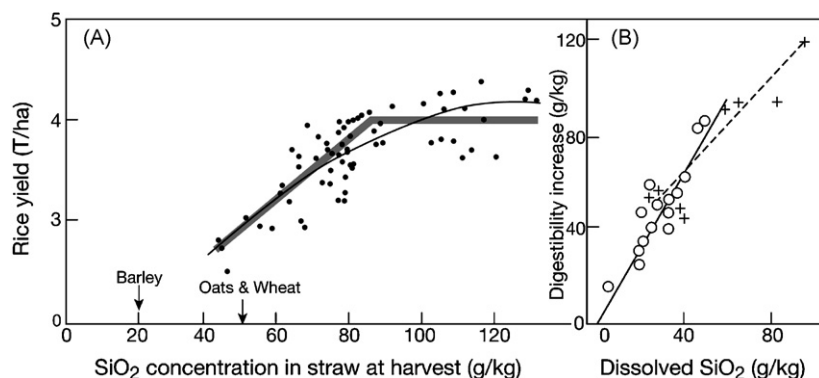 (A)
5
4
3
0
Rice yield (T/ha)
Barley
Oats & Wheat
0 20 40 60 80 100 120
SiO2 concentration in straw at harvest (g/kg)
(B)
120
80
40
0
Digestibility increase (g/kg)
0 40 80
Dissolved SiO2 (g/kg)